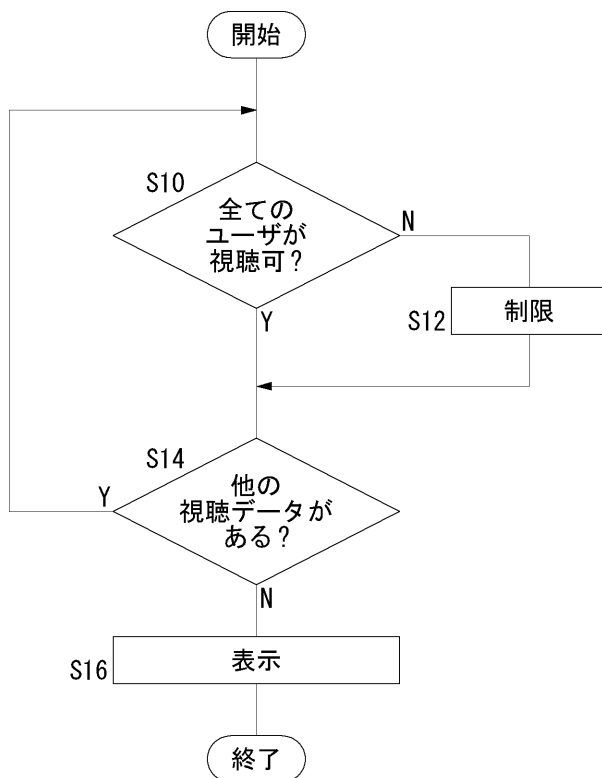 開始
S10
全ての
ユーザが
視聴可?
N
Y
S12
制限
S14
Y
他の
視聴データが
ある?
N
S16
表示
終了